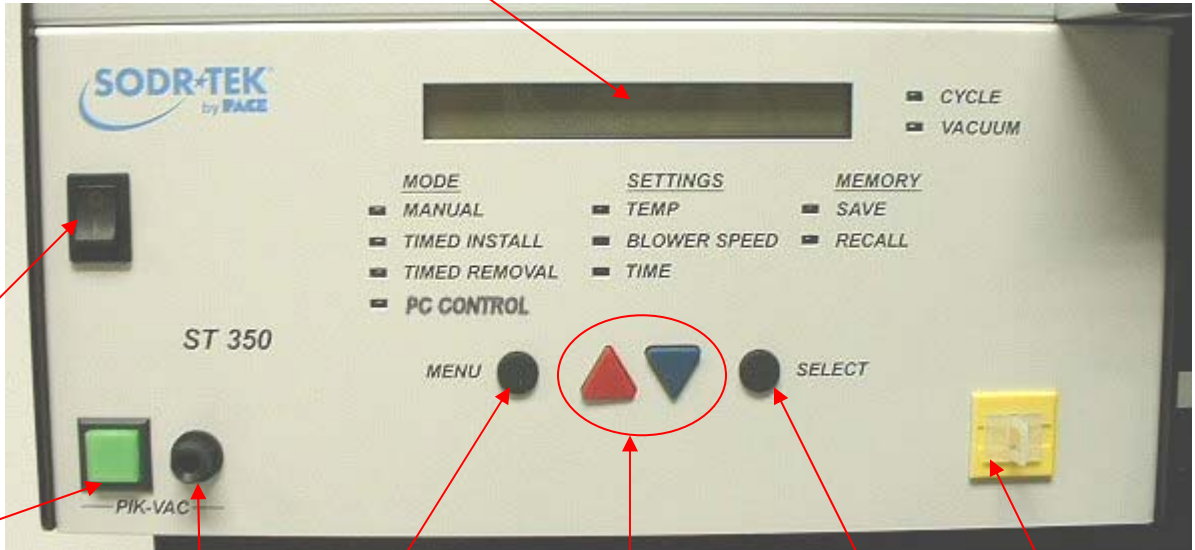 SODR★TEK
by PACE
CYCLE
VACUUM
MODE
MANUAL
TIMED INSTALL
TIMED REMOVAL
PC CONTROL
SETTINGS
TEMP
BLOWER SPEED
TIME
MEMORY
SAVE
RECALL
ST 350
MENU
SELECT
PIK-VAC